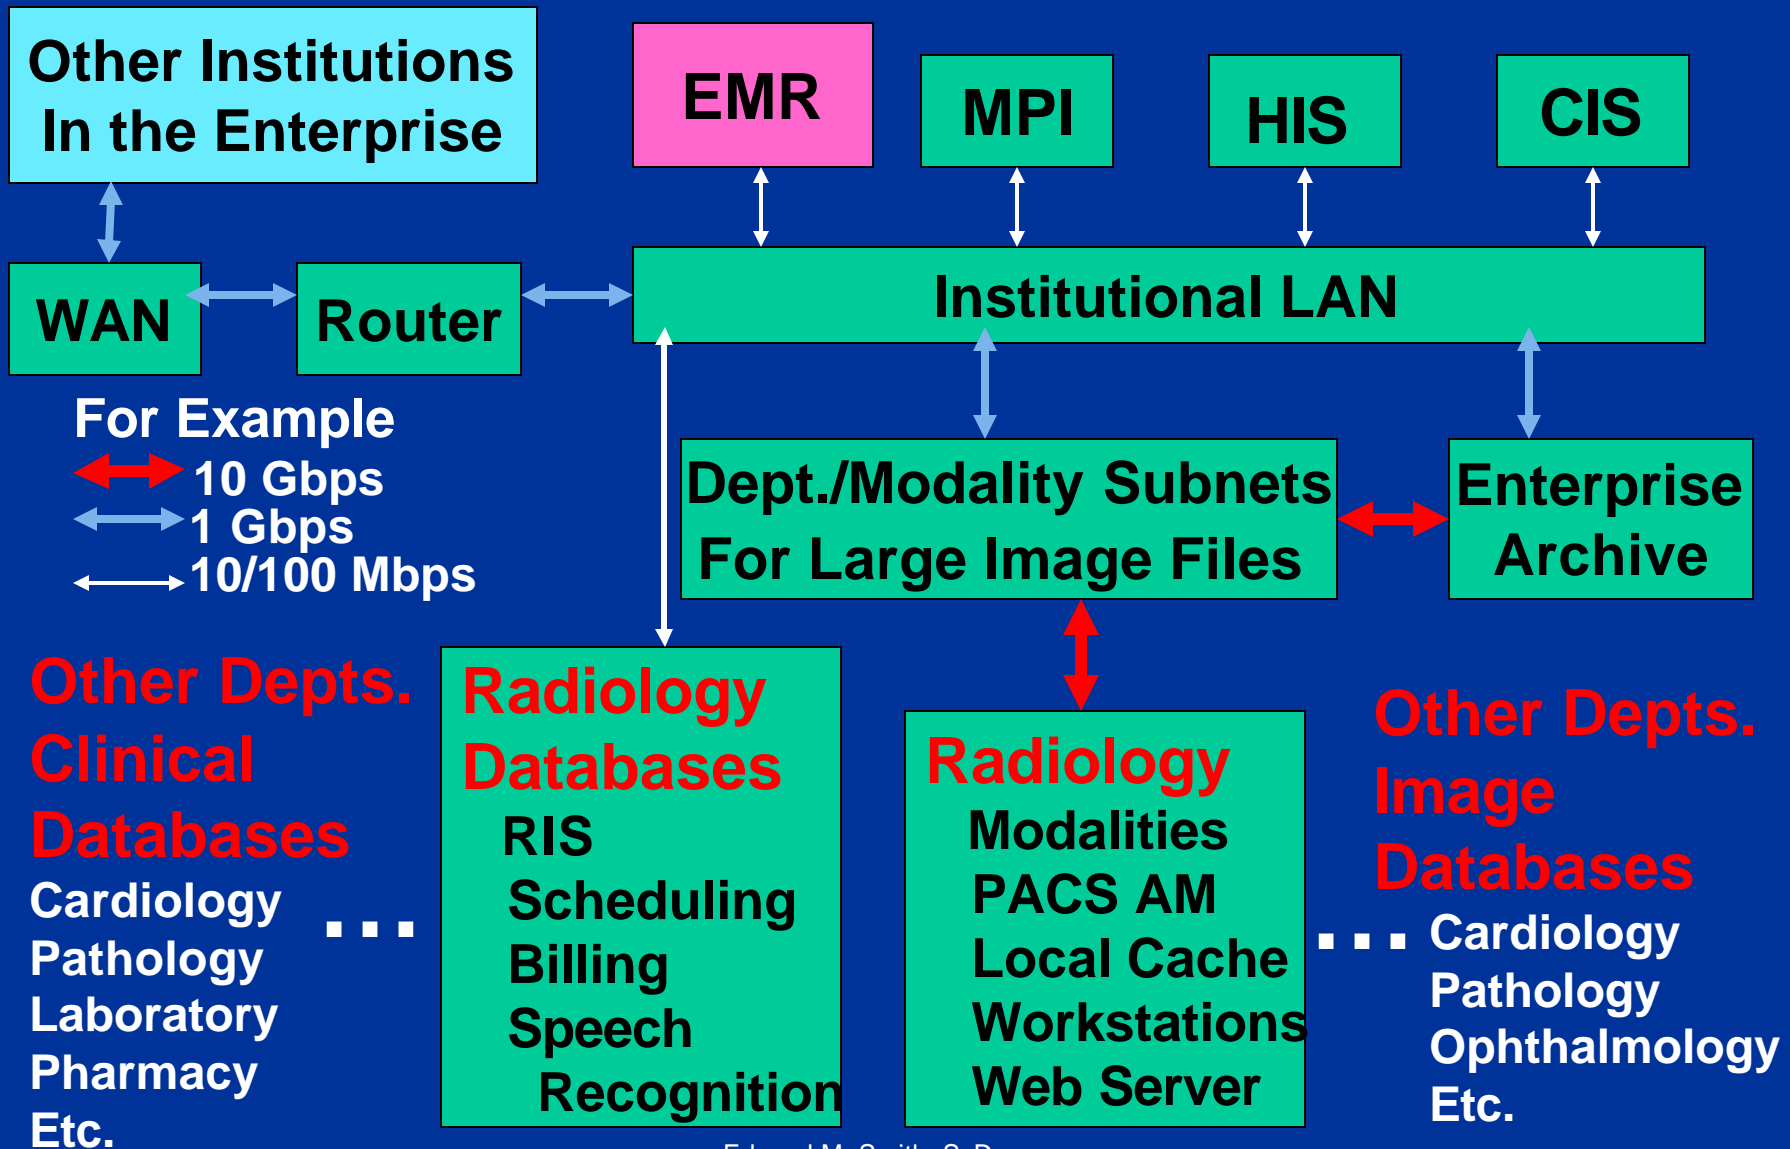 Other Institutions
In the Enterprise
EMR
MPI
HIS
CIS
WAN
Router
Institutional LAN
For Example
10 Gbps
1 Gbps
10/100 Mbps
Dept./Modality Subnets
For Large Image Files
Enterprise
Archive
Other Depts.
Clinical
Databases
Cardiology
Pathology
Laboratory
Pharmacy
Etc.
...
Radiology
Databases
RIS
Scheduling
Billing
Speech
Recognition
Radiology
Modalities
PACS AM
Local Cache
Workstations
Web Server
...
Other Depts.
Image
Databases
Cardiology
Pathology
Ophthalmology
Etc.